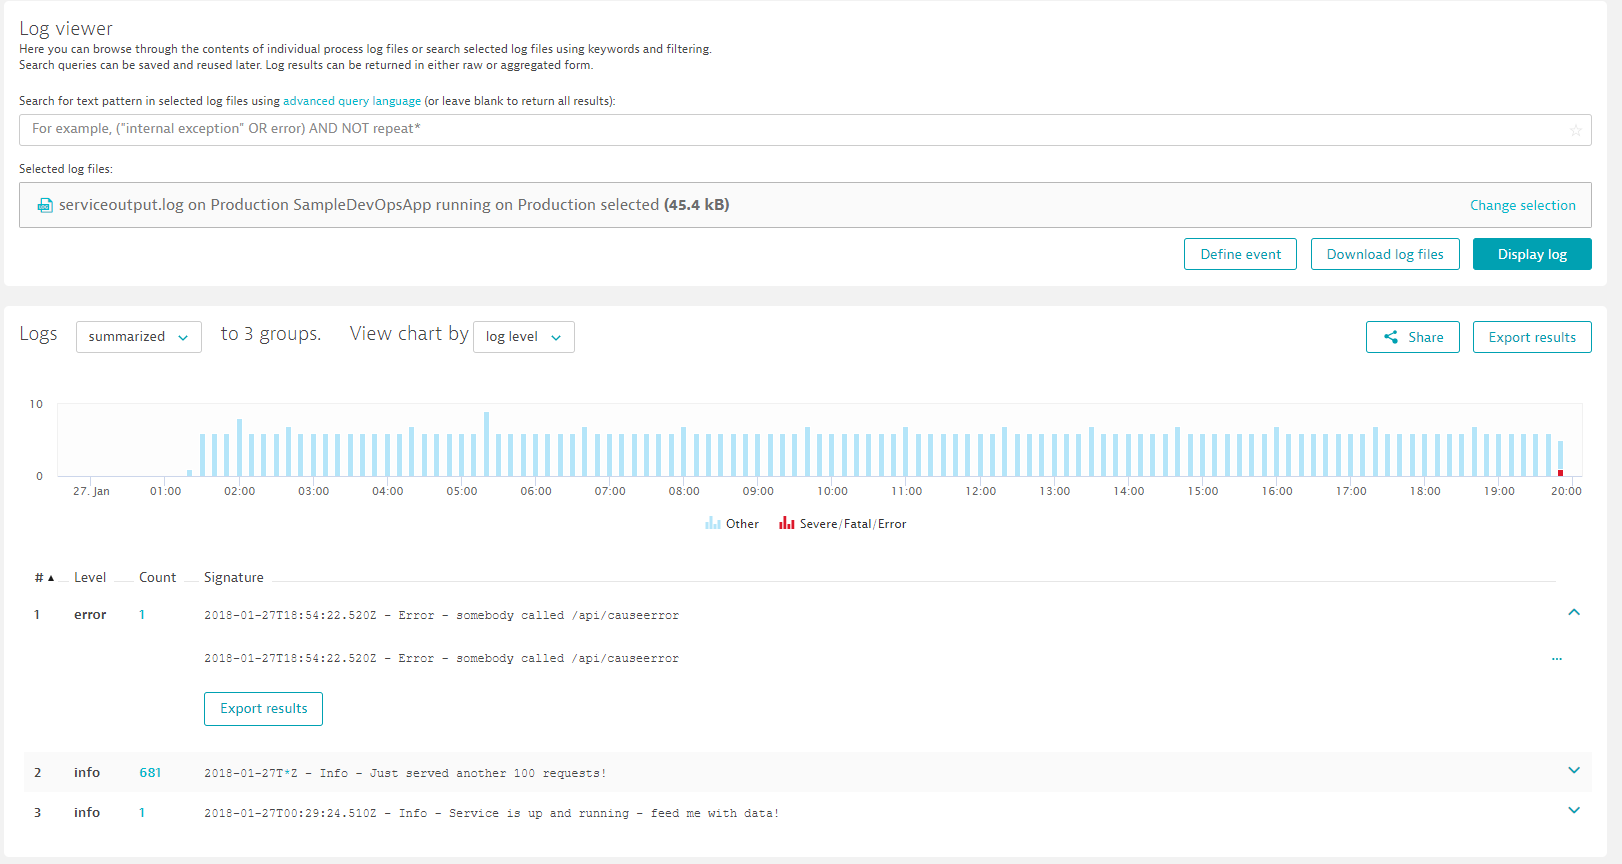 Log viewer
Here you can browse through the contents of individual process log files or search selected log files using keywords and filtering.
Search queries can be saved and reused later. Log results can be returned in either raw or aggregated form.
Search for text pattern in selected log files using advanced query language (or leave blank to return all results):
For example, ("internal exception" OR error) AND NOT repeat*
Selected log files:
serviceoutput.log on Production SampleDevOpsApp running on Production selected (45.4 kB)
Change selection
Define event
Download log files
Display log
Logs summarized to 3 groups. View chart by log level
Share
Export results
10
0
27. Jan 01:00 02:00 03:00 04:00 05:00 06:00 07:00 08:00 09:00 10:00 11:00 12:00 13:00 14:00 15:00 16:00 17:00 18:00 19:00 20:00
Other Severe/Fatal/Error
# ▲ Level Count Signature
1 error 1 2018-01-27T18:54:22.520Z - Error - somebody called /api/causeerror
2018-01-27T18:54:22.520Z - Error - somebody called /api/causeerror
...
Export results
2 info 681 2018-01-27T*Z - Info - Just served another 100 requests!
3 info 1 2018-01-27T00:29:24.510Z - Info - Service is up and running - feed me with data!